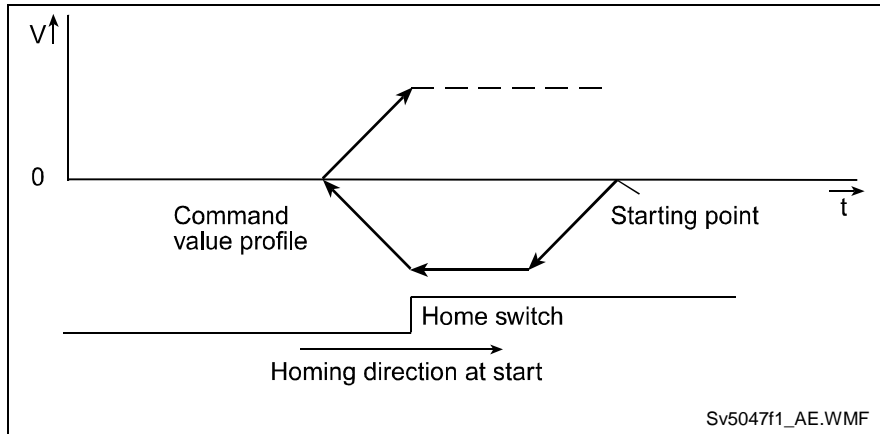 V
0
Command
value profile
Starting point
t
Home switch
Homing direction at start
Sv5047f1_AE.WMF